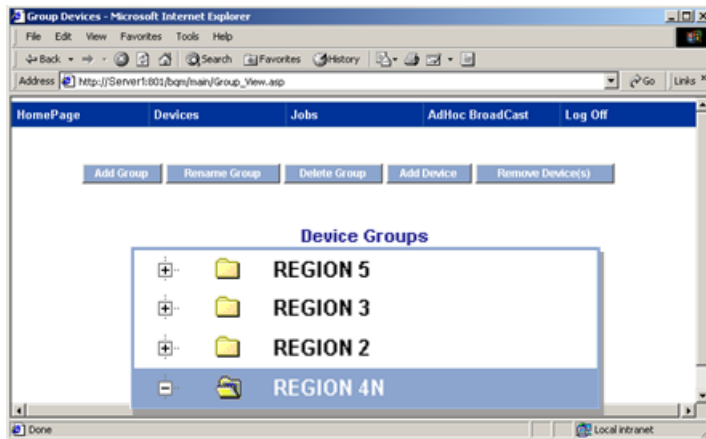 Group Devices - Microsoft Internet Explorer
File Edit View Favorites Tools Help
Back Search Favorites History
Address http://Server1:801/bqm/main/Group_View.asp Go Links
HomePage Devices Jobs AdHoc BroadCast Log Off
Add Group Rename Group Delete Group Add Device Remove Device(s)
Device Groups
REGION 5
REGION 3
REGION 2
REGION 4N
Done Local intranet